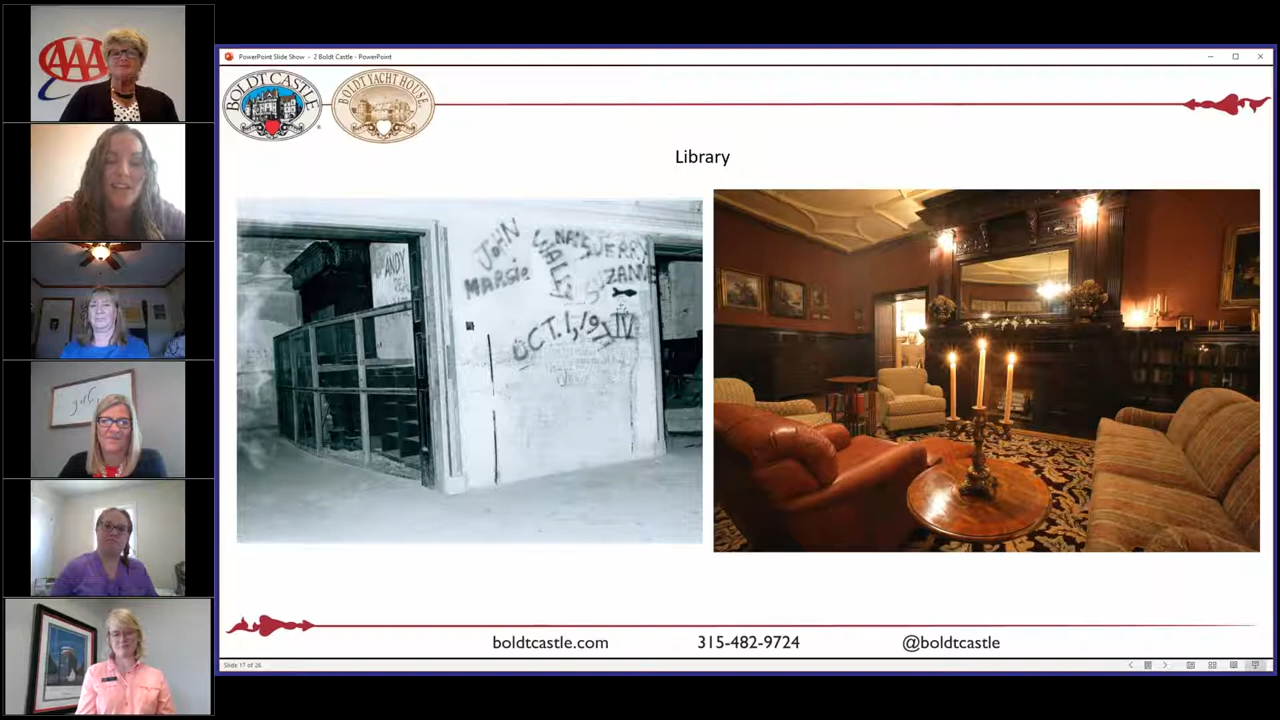 AAA
PowerPoint Slide Show - 2 Boldt Castle - PowerPoint
BOLDT CASTLE
BOLDT YACHT HOUSE
Library
JOHN
MARSIE
WALLY
JERRY
SUZANNE
ANDY
OCT. 1, 19
boldtcastle.com
315-482-9724
@boldtcastle
Slide 17 of 26